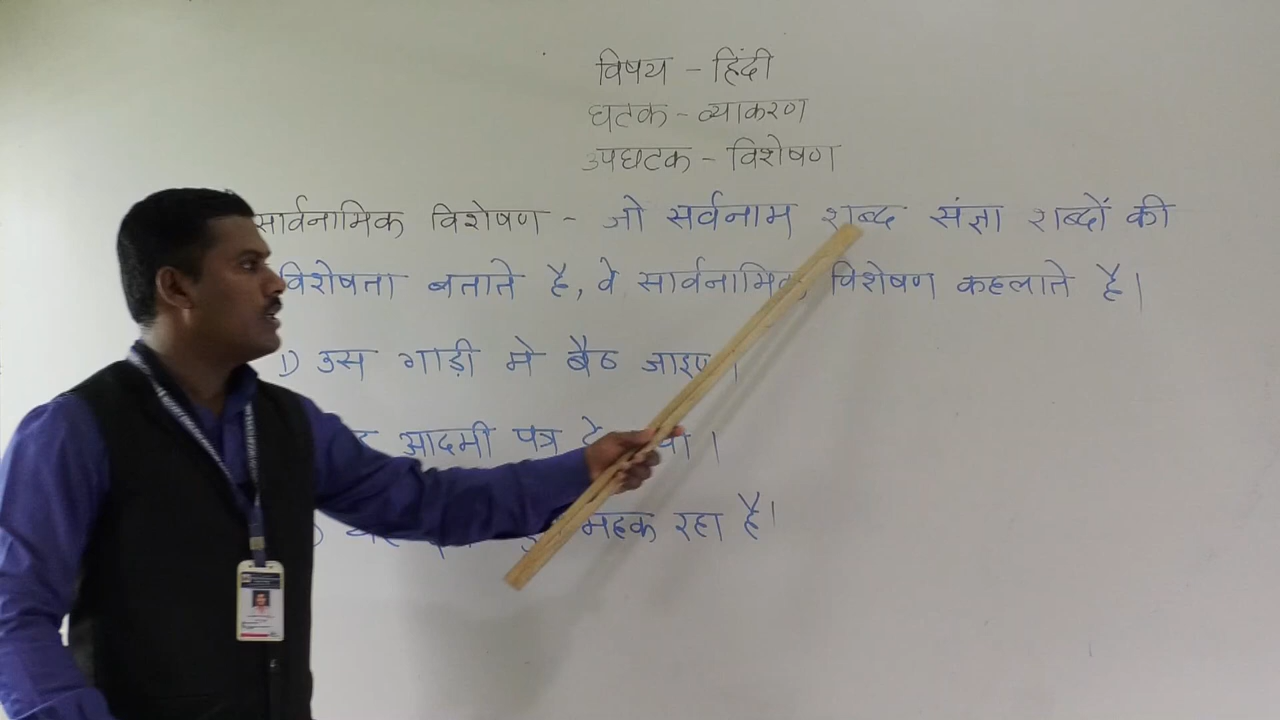 विषय - हिंदी
घटक - व्याकरण
उपघटक - विशेषण
सार्वनामिक विशेषण - जो सर्वनाम शब्द संज्ञा शब्दों की
विशेषता बताते है, वे सार्वनामिक विशेषण कहलाते है।
1) उस गाड़ी मे बैठ जाइए।
आदमी पत्र
महक रहा है।